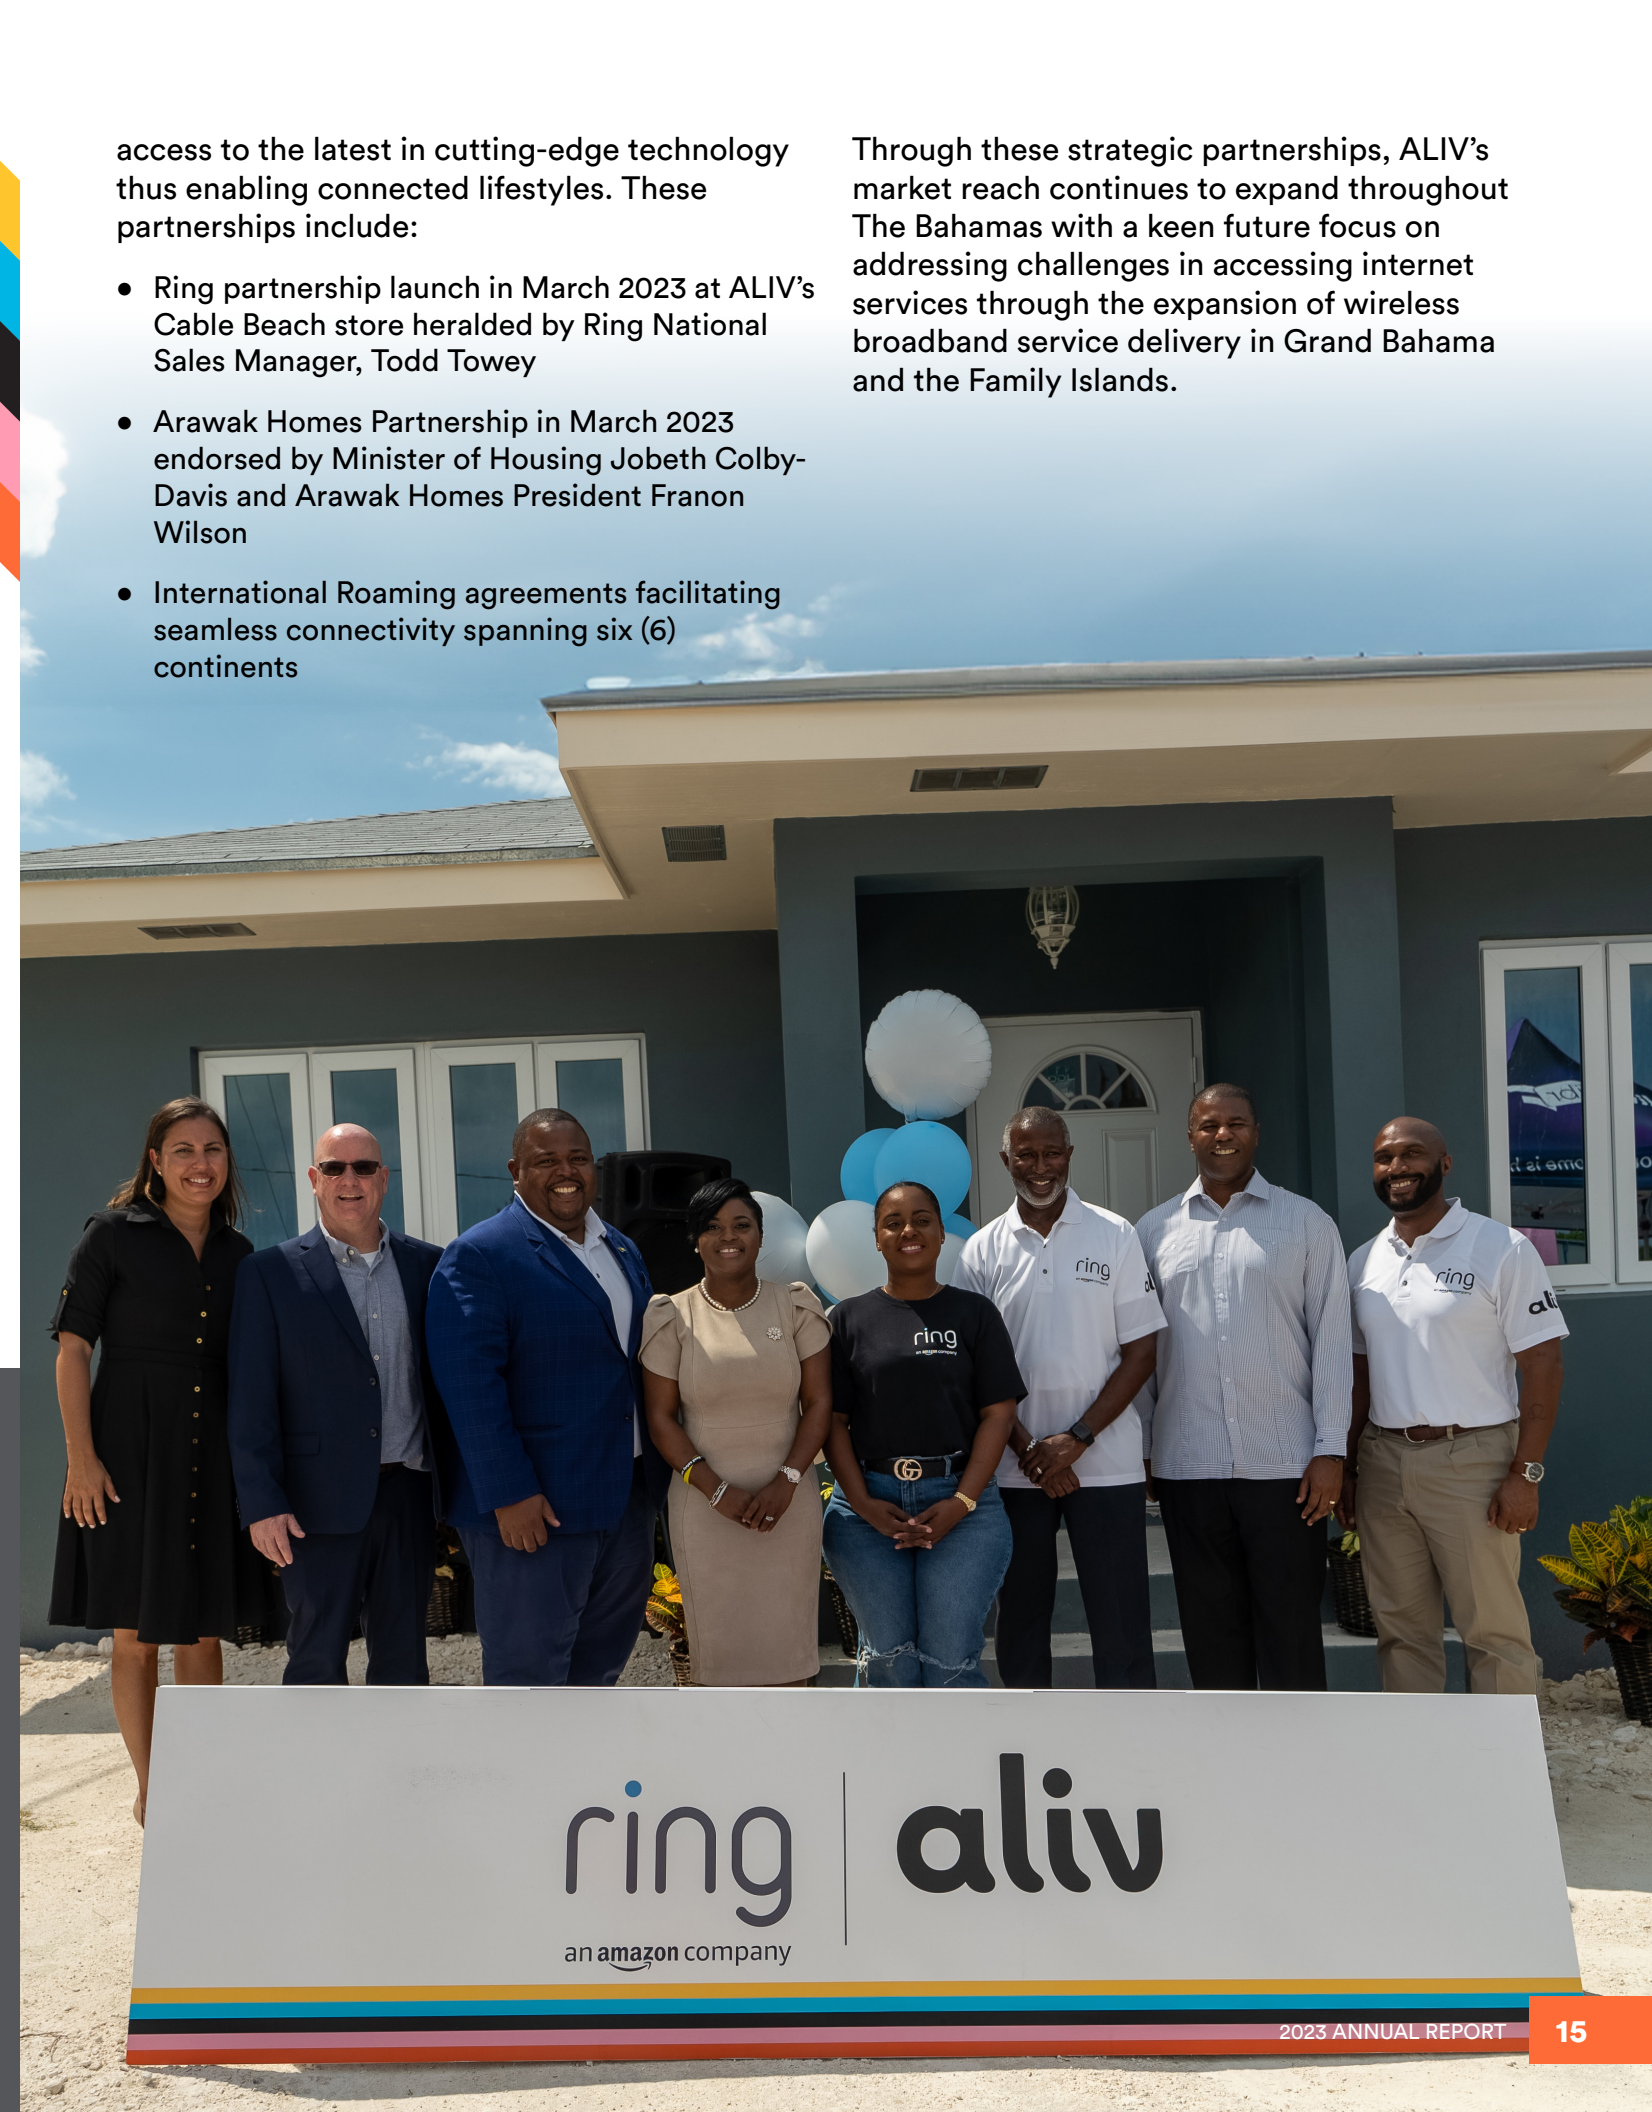 access to the latest in cutting-edge technology
thus enabling connected lifestyles. These
partnerships include:
● Ring partnership launch in March 2023 at ALIV’s
Cable Beach store heralded by Ring National
Sales Manager, Todd Towey
● Arawak Homes Partnership in March 2023
endorsed by Minister of Housing Jobeth Colby-
Davis and Arawak Homes President Franon
Wilson
● International Roaming agreements facilitating
seamless connectivity spanning six (6)
continents
Through these strategic partnerships, ALIV’s
market reach continues to expand throughout
The Bahamas with a keen future focus on
addressing challenges in accessing internet
services through the expansion of wireless
broadband service delivery in Grand Bahama
and the Family Islands.
ring
an amazon company
ring
ring
aliv
ring
an amazon company
aliv
2023 ANNUAL REPORT
15